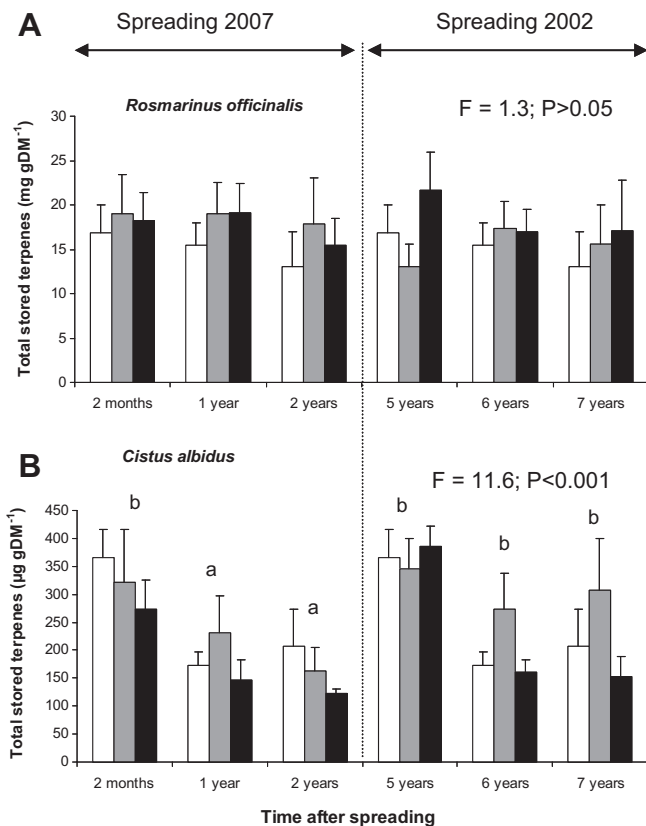 A
Spreading 2007 Spreading 2002
Rosmarinus officinalis F = 1.3; P>0.05
Total stored terpenes (mg gDM⁻¹)
30
25
20
15
10
5
0
2 months 1 year 2 years 5 years 6 years 7 years
B
Cistus albidus
F = 11.6; P<0.001
Total stored terpenes (µg gDM⁻¹)
450
400
350
300
250
200
150
100
50
0
b a a b b b
2 months 1 year 2 years 5 years 6 years 7 years
Time after spreading